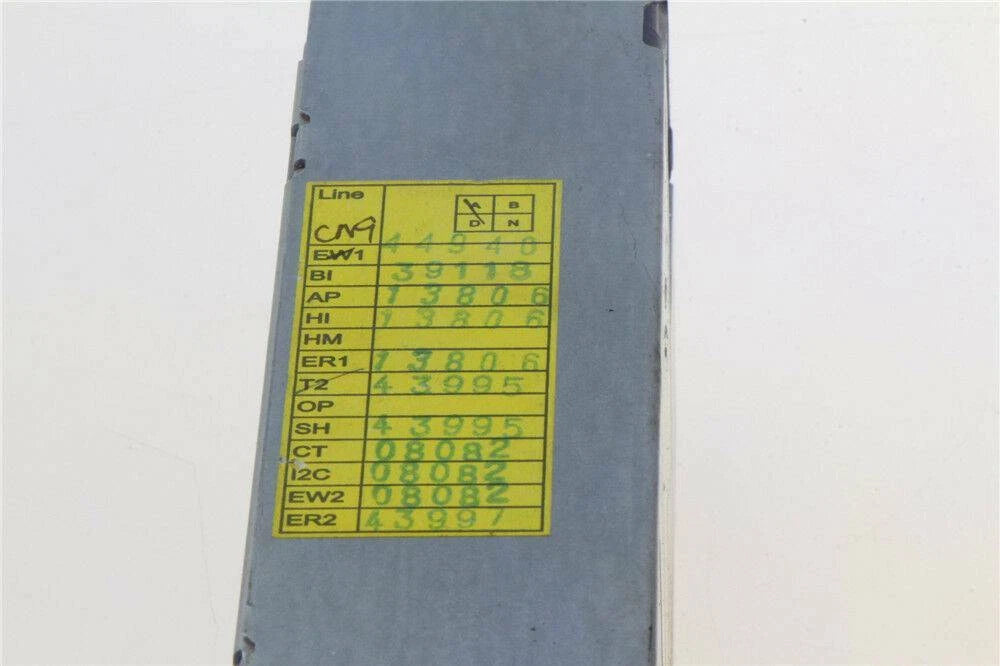 Line
A B
D N
CN9
EW1 44940
BI 39118
AP 13806
HI 13806
HM
ER1 13806
T2 43995
OP
SH 43995
CT 08082
I2C 08082
EW2 08082
ER2 43997